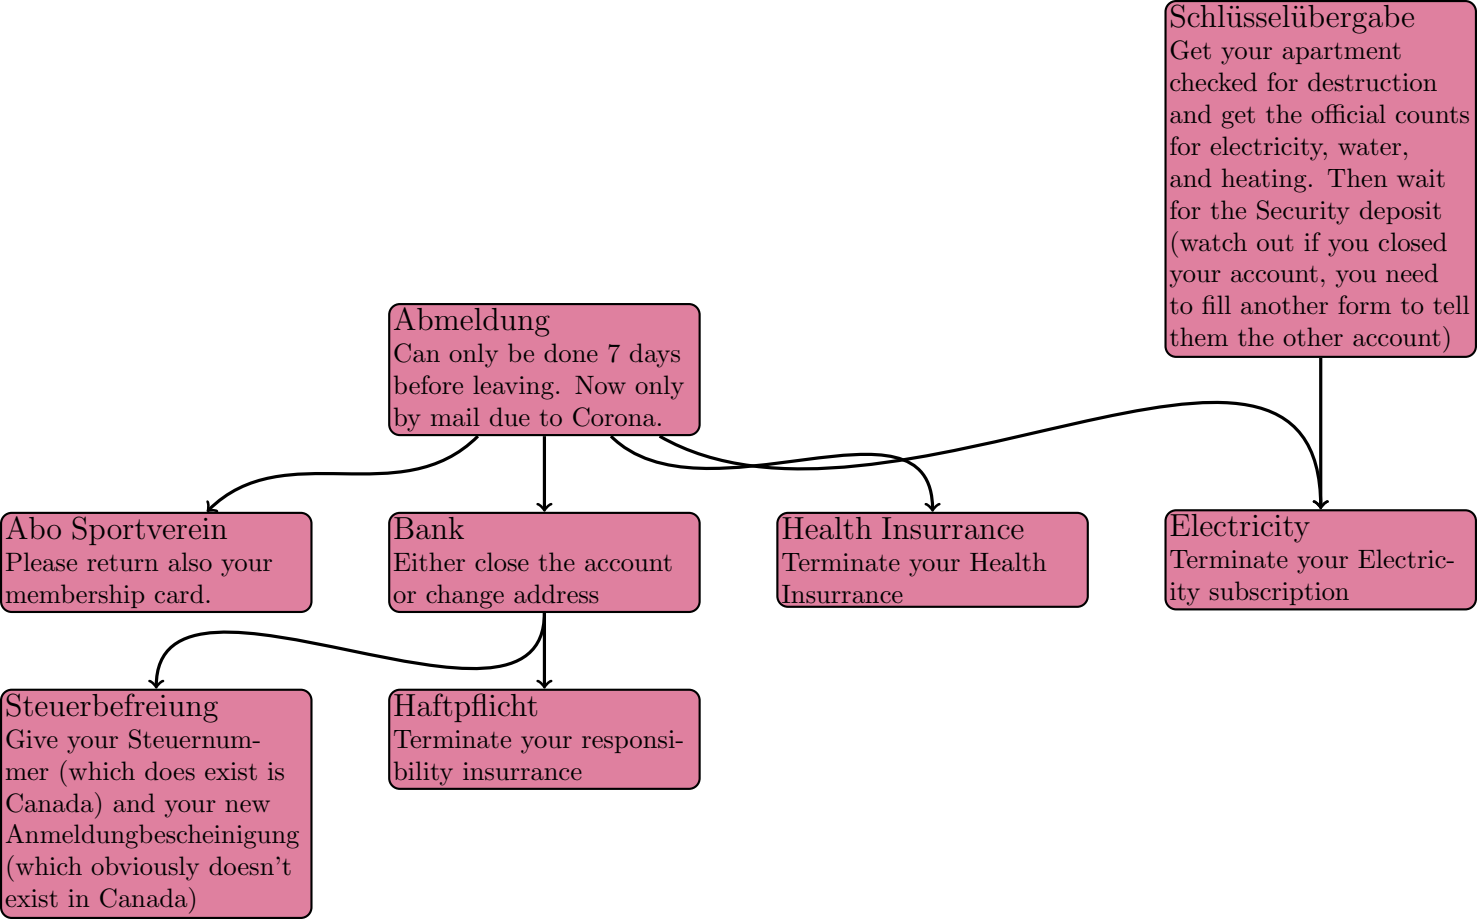 Schlüsselübergabe
Get your apartment
checked for destruction
and get the official counts
for electricity, water,
and heating. Then wait
for the Security deposit
(watch out if you closed
your account, you need
to fill another form to tell
them the other account)
Abmeldung
Can only be done 7 days
before leaving. Now only
by mail due to Corona.
Abo Sportverein
Please return also your
membership card.
Bank
Either close the account
or change address
Health Insurrance
Terminate your Health
Insurrance
Electricity
Terminate your Electric-
ity subscription
Steuerbefreiung
Give your Steuernum-
mer (which does exist is
Canada) and your new
Anmeldungbescheinigung
(which obviously doesn't
exist in Canada)
Haftpflicht
Terminate your responsi-
bility insurrance